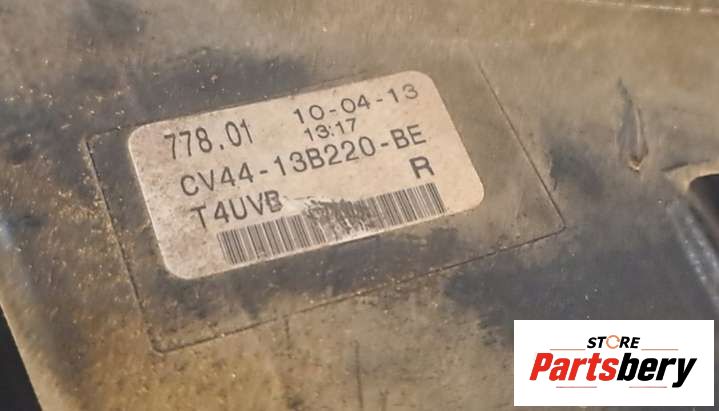 778.01 10-04-13
13:17
CV44-13B220-BE
T4UVB R
STORE
Partsbery